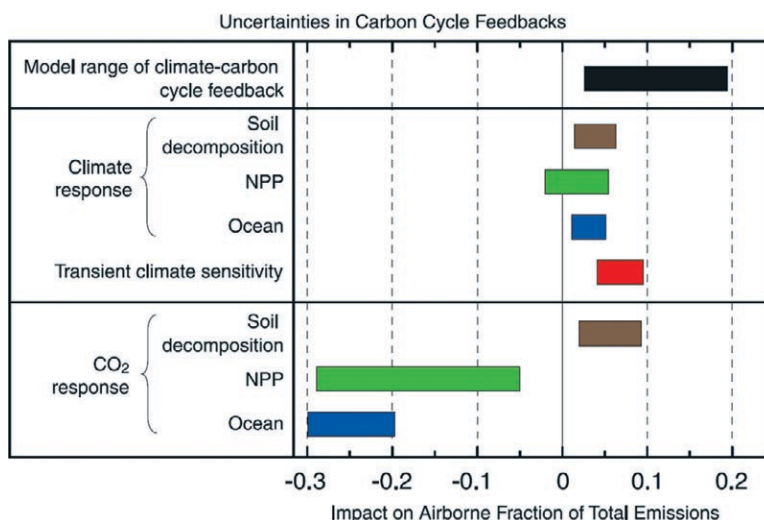 Uncertainties in Carbon Cycle Feedbacks
Model range of climate-carbon
cycle feedback
Climate
response
Soil
decomposition
NPP
Ocean
Transient climate sensitivity
CO₂
response
Soil
decomposition
NPP
Ocean
-0.3 -0.2 -0.1 0 0.1 0.2
Impact on Airborne Fraction of Total Emissions